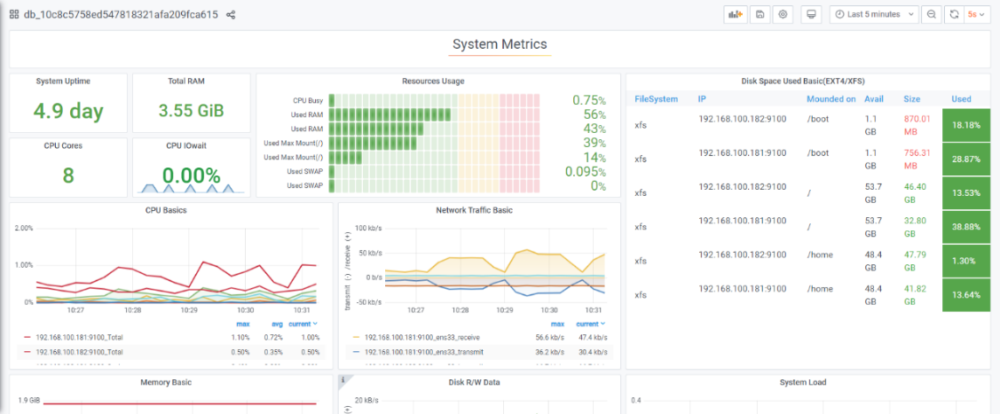 db_10c8c5758ed547818321afa209fca615
Last 5 minutes
5s
System Metrics
System Uptime
4.9 day
Total RAM
3.55 GiB
CPU Cores
8
CPU IOwait
0.00%
Resources Usage
CPU Busy 0.75%
Used RAM 56%
Used RAM 43%
Used Max Mount(/) 39%
Used Max Mount(/) 14%
Used SWAP 0.095%
Used SWAP 0%
Disk Space Used Basic(EXT4/XFS)
FileSystem IP Mounded on Avail Size Used
xfs 192.168.100.182:9100 /boot 1.1 GB 870.01 MB 18.18%
xfs 192.168.100.181:9100 /boot 1.1 GB 756.31 MB 28.87%
xfs 192.168.100.182:9100 / 53.7 GB 46.40 GB 13.53%
xfs 192.168.100.181:9100 / 53.7 GB 32.80 GB 38.88%
xfs 192.168.100.182:9100 /home 48.4 GB 47.79 GB 1.30%
xfs 192.168.100.181:9100 /home 48.4 GB 41.82 GB 13.64%
CPU Basics
2.00%
1.00%
0%
10:27 10:28 10:29 10:30 10:31
max avg current
192.168.100.181:9100_Total 1.10% 0.72% 1.00%
192.168.100.182:9100_Total 0.50% 0.35% 0.50%
Network Traffic Basic
transmit (-) /receive (+)
100 kb/s
50 kb/s
0 b/s
-50 kb/s
10:27 10:28 10:29 10:30 10:31
max current
192.168.100.181:9100_ens33_receive 56.6 kb/s 47.4 kb/s
192.168.100.181:9100_ens33_transmit 36.2 kb/s 30.4 kb/s
Memory Basic
1.9 GiB
Disk R/W Data
20 kB/s
(+)
System Load
0.4